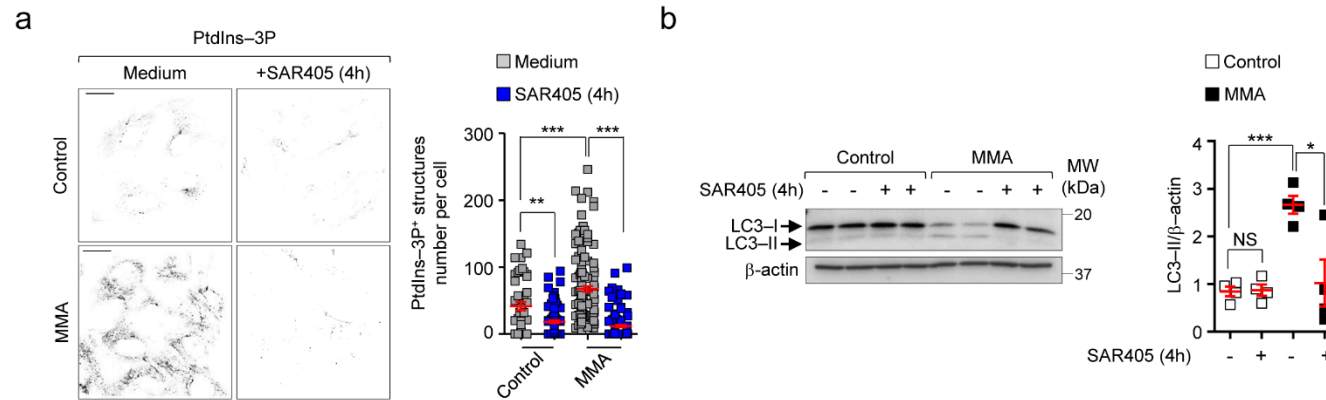 a
PtdIns–3P
Medium +SAR405 (4h)
Control
MMA
Medium
SAR405 (4h)
PtdIns–3P⁺ structures
number per cell
300
200
100
0
*** ***
**
Control MMA
b
Control MMA MW
(kDa)
SAR405 (4h) - - + + - - + +
LC3–I
LC3–II
20
β-actin
37
Control
MMA
LC3–II/β-actin
4
3
2
1
0
*** *
NS
SAR405 (4h) - + - +